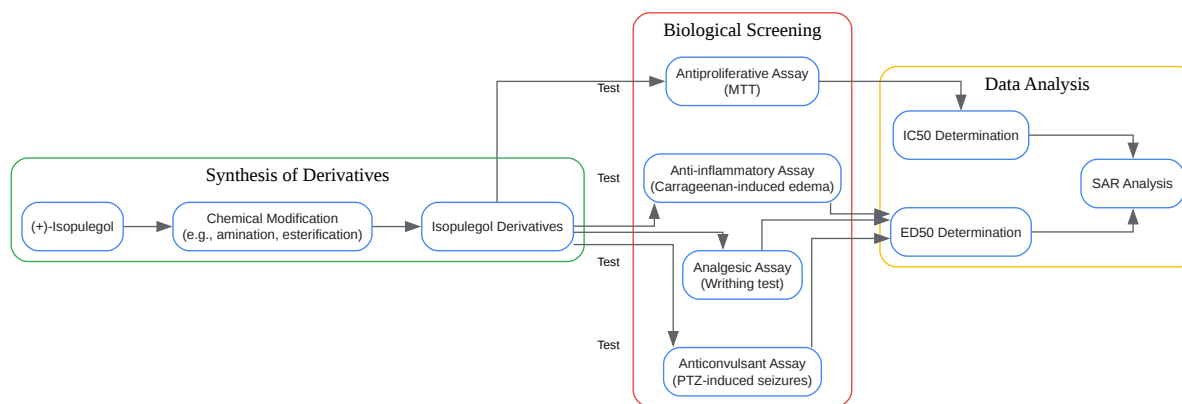 Synthesis of Derivatives
(+)-Isopulegol
Chemical Modification
(e.g., amination, esterification)
Isopulegol Derivatives
Test
Test
Test
Test
Biological Screening
Antiproliferative Assay
(MTT)
Anti-inflammatory Assay
(Carrageenan-induced edema)
Analgesic Assay
(Writhing test)
Anticonvulsant Assay
(PTZ-induced seizures)
Data Analysis
IC50 Determination
ED50 Determination
SAR Analysis